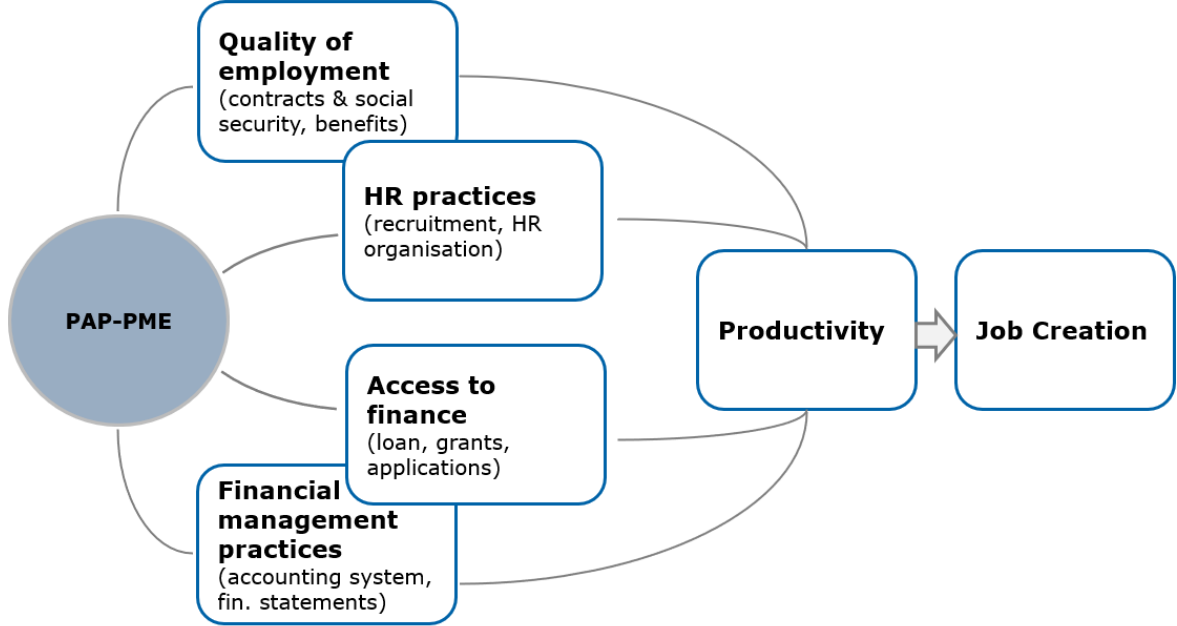 Quality of
employment
(contracts & social
security, benefits)
HR practices
(recruitment, HR
organisation)
PAP-PME
Productivity
Job Creation
Access to
finance
(loan, grants,
applications)
Financial
management
practices
(accounting system,
fin. statements)